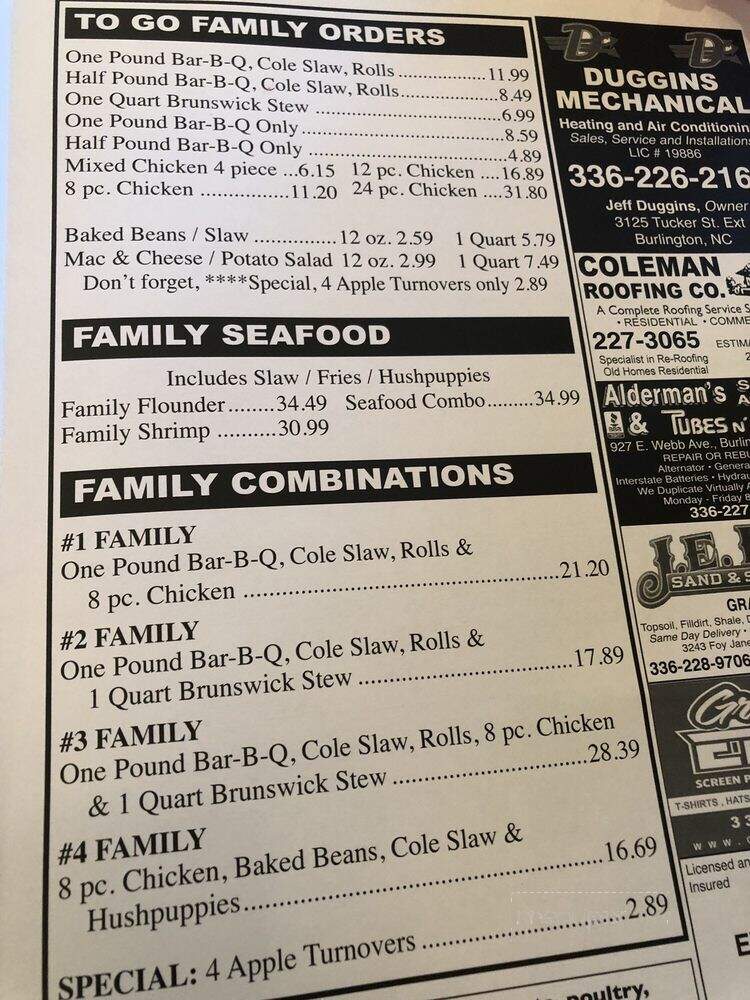 TO GO FAMILY ORDERS
One Pound Bar-B-Q, Cole Slaw, Rolls ..................11.99
Half Pound Bar-B-Q, Cole Slaw, Rolls....................8.49
One Quart Brunswick Stew ....................................6.99
One Pound Bar-B-Q Only.......................................8.59
Half Pound Bar-B-Q Only ......................................4.89
Mixed Chicken 4 piece ...6.15 12 pc. Chicken ....16.89
8 pc. Chicken ..............11.20 24 pc. Chicken ....31.80
Baked Beans / Slaw ..............12 oz. 2.59 1 Quart 5.79
Mac & Cheese / Potato Salad 12 oz. 2.99 1 Quart 7.49
Don't forget, ****Special, 4 Apple Turnovers only 2.89
FAMILY SEAFOOD
Includes Slaw / Fries / Hushpuppies
Family Flounder........34.49 Seafood Combo.........34.99
Family Shrimp ..........30.99
FAMILY COMBINATIONS
#1 FAMILY
One Pound Bar-B-Q, Cole Slaw, Rolls &
8 pc. Chicken ................................................21.20
#2 FAMILY
One Pound Bar-B-Q, Cole Slaw, Rolls &
1 Quart Brunswick Stew .................................17.89
#3 FAMILY
One Pound Bar-B-Q, Cole Slaw, Rolls, 8 pc. Chicken
& 1 Quart Brunswick Stew ..............................28.39
#4 FAMILY
8 pc. Chicken, Baked Beans, Cole Slaw &
Hushpuppies......................................................16.69
SPECIAL: 4 Apple Turnovers ..............................2.89
poultry,
DUGGINS
MECHANICAL
Heating and Air Conditionin
Sales, Service and Installations
LIC # 19886
336-226-216
Jeff Duggins, Owner
3125 Tucker St. Ext
Burlington, NC
COLEMAN
ROOFING CO.
A Complete Roofing Service S
• RESIDENTIAL • COMME
227-3065 ESTIMA
Specialist in Re-Roofing
Old Homes Residential
Alderman's
& TUBES N'
927 E. Webb Ave., Burlin
REPAIR OR REBU
Alternator • Genera
Interstate Batteries • Hydrau
We Duplicate Virtually A
Monday - Friday 8
336-227
J.E.
SAND & S
GRA
Topsoil, Filldirt, Shale,
Same Day Delivery •
3243 Foy Jane
336-228-9706
SCREEN P
T-SHIRTS, HATS
3 3
w w w .
Licensed an
Insured